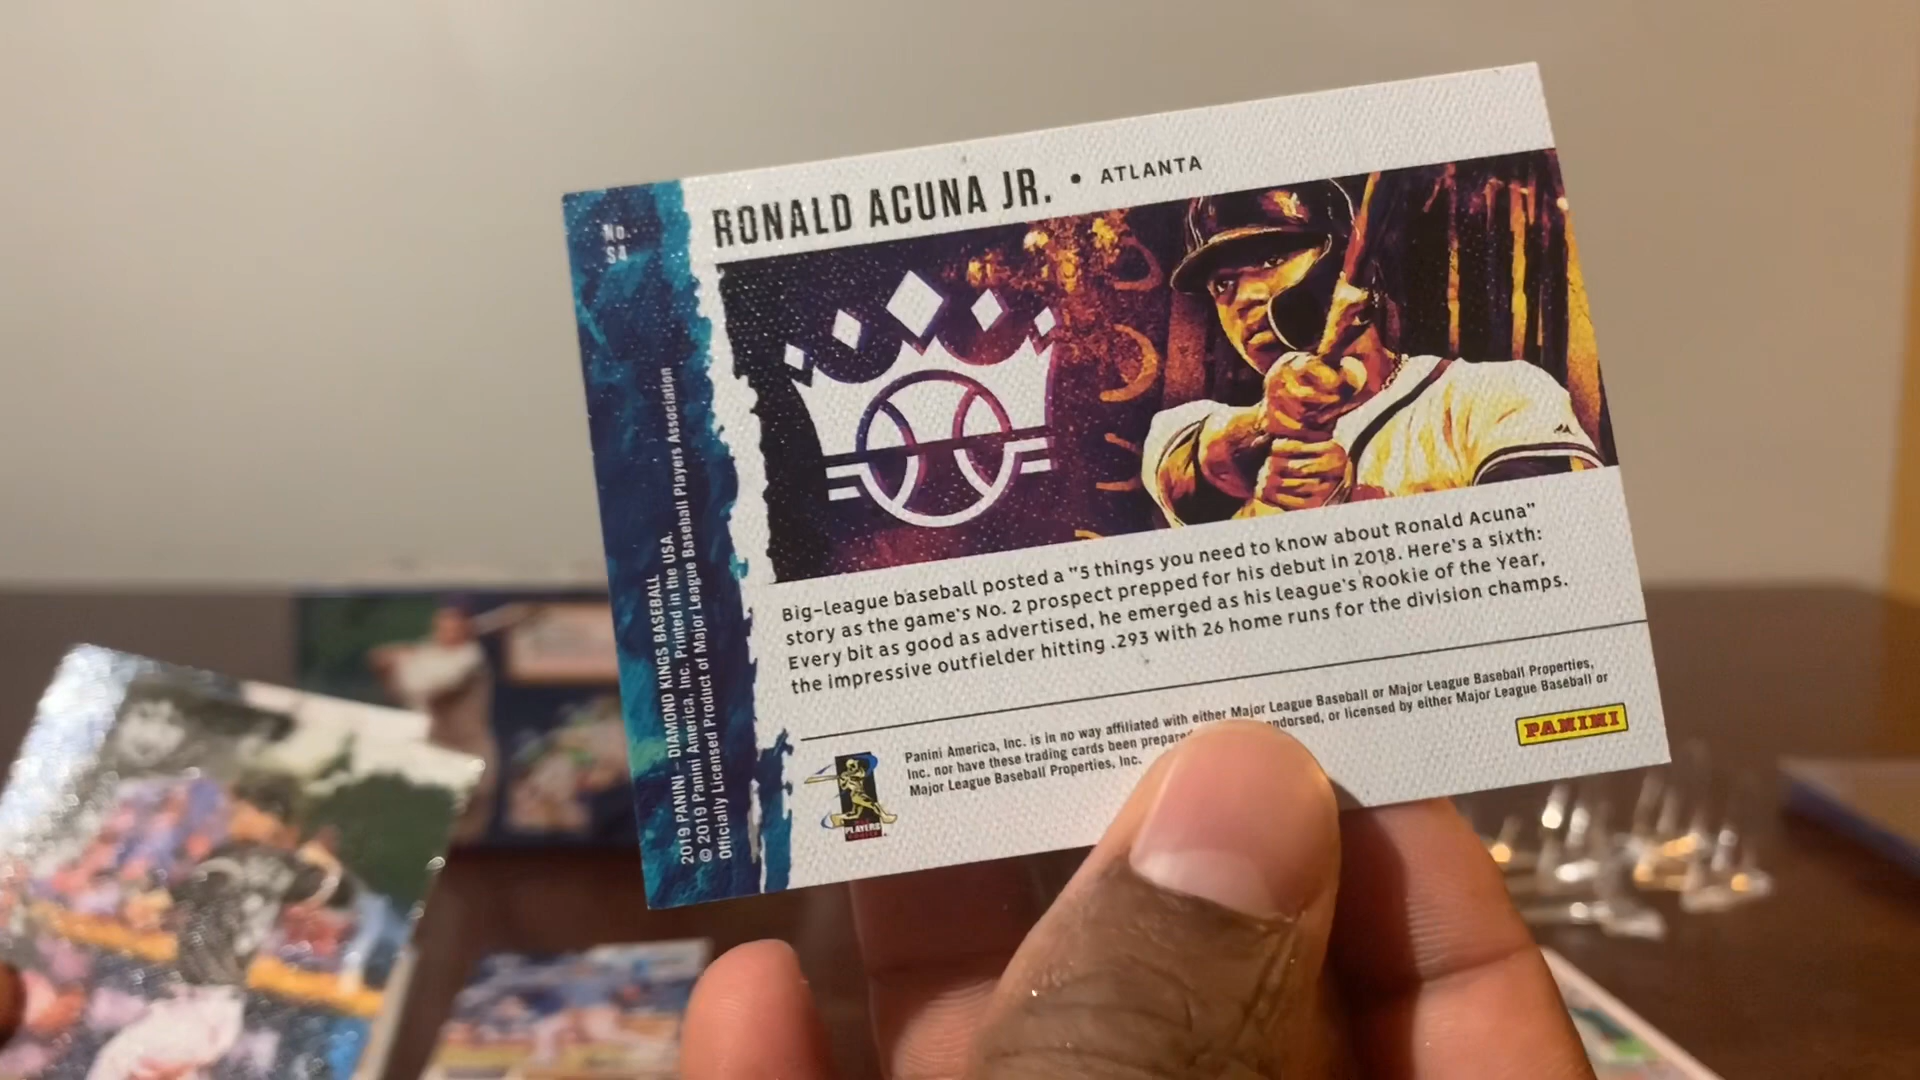 No.
S4
RONALD ACUNA JR. • ATLANTA
Big-league baseball posted a "5 things you need to know about Ronald Acuna"
story as the game's No. 2 prospect prepped for his debut in 2018. Here's a sixth:
Every bit as good as advertised, he emerged as his league's Rookie of the Year,
the impressive outfielder hitting .293 with 26 home runs for the division champs.
Panini America, Inc. is in no way affiliated with either Major League Baseball or Major League Baseball Properties,
Inc. nor have these trading cards been prepared endorsed, or licensed by either Major League Baseball or
Major League Baseball Properties, Inc.
PANINI
PLAYERS
2019 PANINI – DIAMOND KINGS BASEBALL
© 2019 Panini America, Inc. Printed in the USA.
Officially Licensed Product of Major League Baseball Players Association